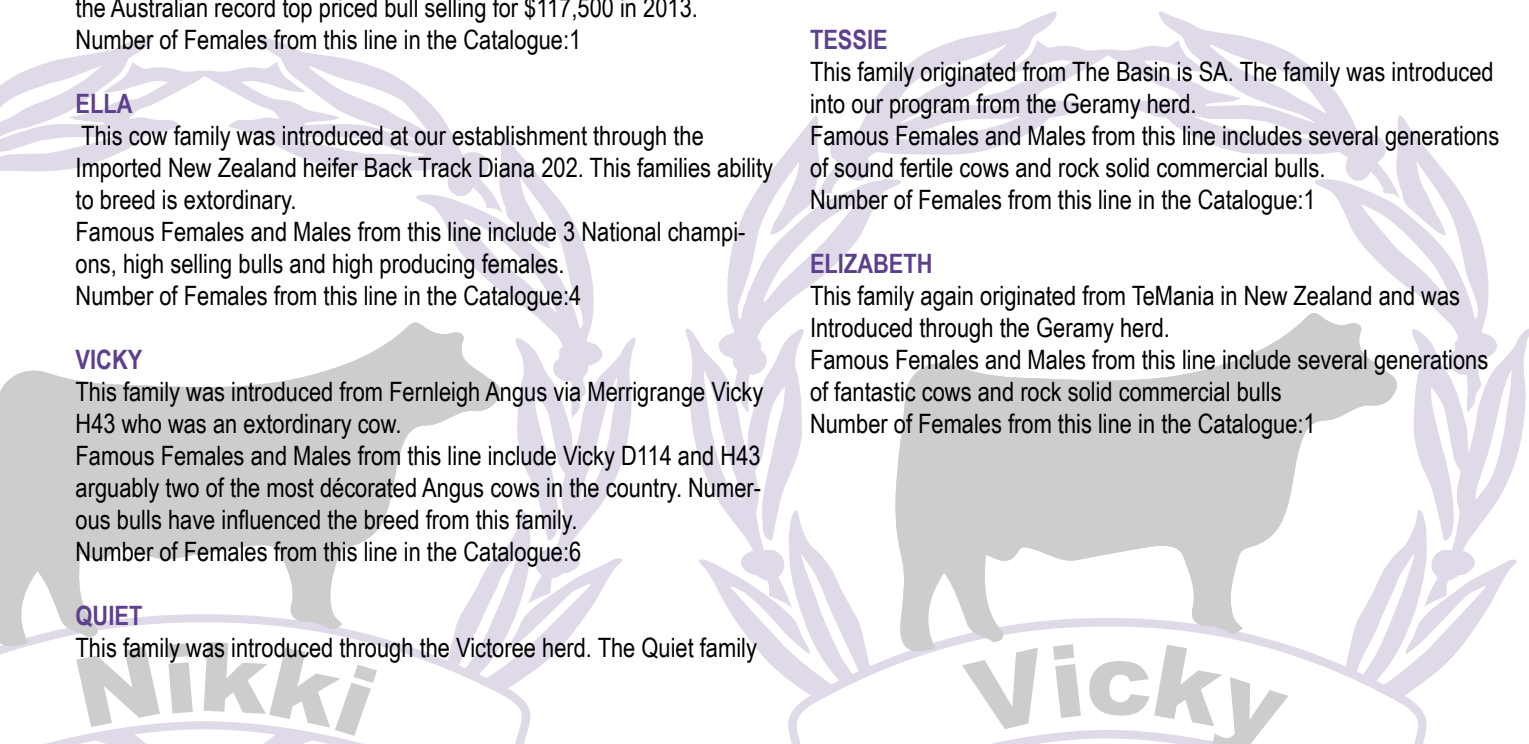 the Australian record top priced bull selling for $117,500 in 2013.
Number of Females from this line in the Catalogue:1
ELLA
This cow family was introduced at our establishment through the
Imported New Zealand heifer Back Track Diana 202. This families ability
to breed is extordinary.
Famous Females and Males from this line include 3 National champi-
ons, high selling bulls and high producing females.
Number of Females from this line in the Catalogue:4
VICKY
This family was introduced from Fernleigh Angus via Merrigrange Vicky
H43 who was an extordinary cow.
Famous Females and Males from this line include Vicky D114 and H43
arguably two of the most décorated Angus cows in the country. Numer-
ous bulls have influenced the breed from this family.
Number of Females from this line in the Catalogue:6
QUIET
This family was introduced through the Victoree herd. The Quiet family
Nikki
TESSIE
This family originated from The Basin is SA. The family was introduced
into our program from the Geramy herd.
Famous Females and Males from this line includes several generations
of sound fertile cows and rock solid commercial bulls.
Number of Females from this line in the Catalogue:1
ELIZABETH
This family again originated from TeMania in New Zealand and was
Introduced through the Geramy herd.
Famous Females and Males from this line include several generations
of fantastic cows and rock solid commercial bulls
Number of Females from this line in the Catalogue:1
Vicky